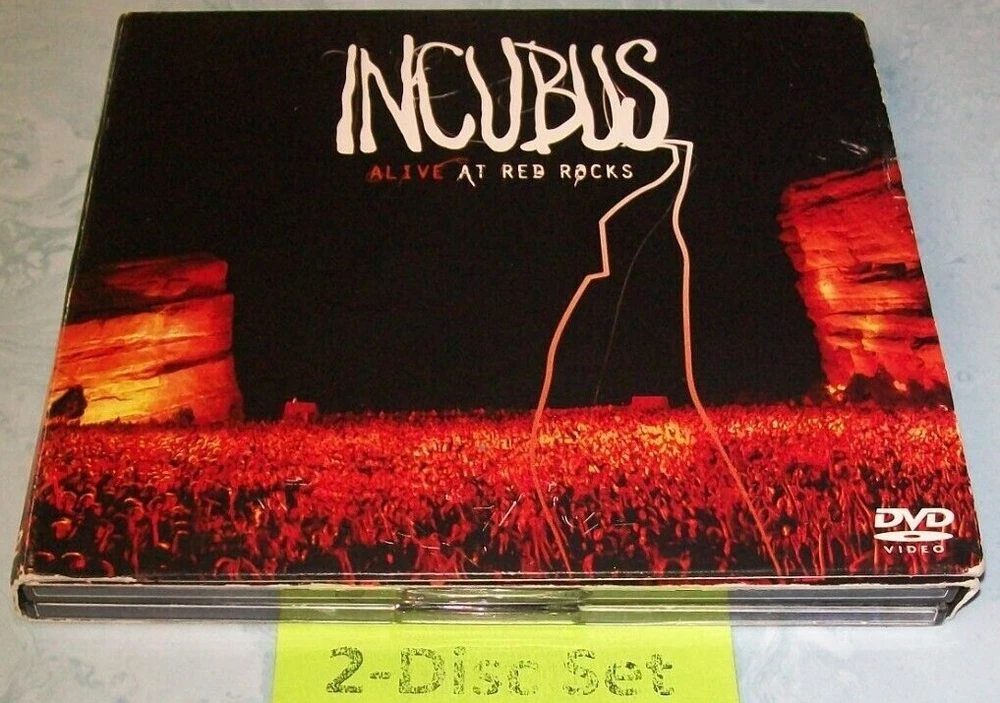 INCUBUS
ALIVE AT RED ROCKS
DVD
VIDEO
2-Disc Set